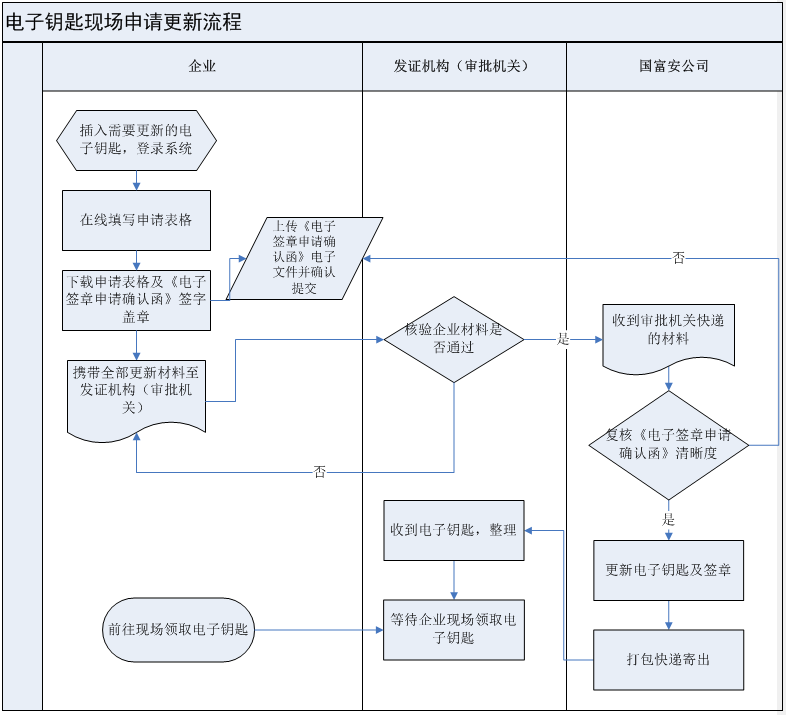 电子钥匙现场申请更新流程
企业
发证机构（审批机关）
国富安公司
插入需要更新的电
子钥匙，登录系统
在线填写申请表格
下载申请表格及《电子
签章申请确认函》签字
盖章
上传《电子
签章申请确
认函》电子
文件并确认
提交
携带全部更新材料至
发证机构（审批机
关）
核验企业材料是
否通过
是
否
收到审批机关快递
的材料
复核《电子签章申请
确认函》清晰度
否
是
更新电子钥匙及签章
打包快递寄出
收到电子钥匙，整理
等待企业现场领取电
子钥匙
前往现场领取电子钥匙